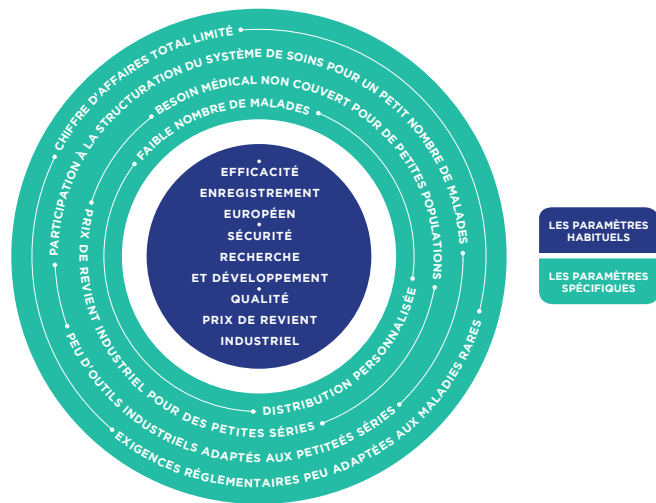 CHIFFRE D'AFFAIRES TOTAL LIMITÉ
PARTICIPATION À LA STRUCTURATION DU SYSTÈME DE SOINS POUR UN PETIT NOMBRE DE MALADES
BESOIN MÉDICAL NON COUVERT POUR DE PETITES POPULATIONS
FAIBLE NOMBRE DE MALADES
EFFICACITÉ
ENREGISTREMENT
EUROPÉEN
SÉCURITÉ
RECHERCHE
ET DÉVELOPPEMENT
QUALITÉ
PRIX DE REVIENT
INDUSTRIEL
DISTRIBUTION PERSONNALISÉE
PRIX DE REVIENT INDUSTRIEL POUR DES PETITES SÉRIES
PEU D'OUTILS INDUSTRIELS ADAPTÉS AUX PETITEÉS SÉRIES
EXIGENCES RÉGLEMENTAIRES PEU ADAPTÉES AUX MALADIES RARES
LES PARAMÈTRES
HABITUELS
LES PARAMÈTRES
SPÉCIFIQUES